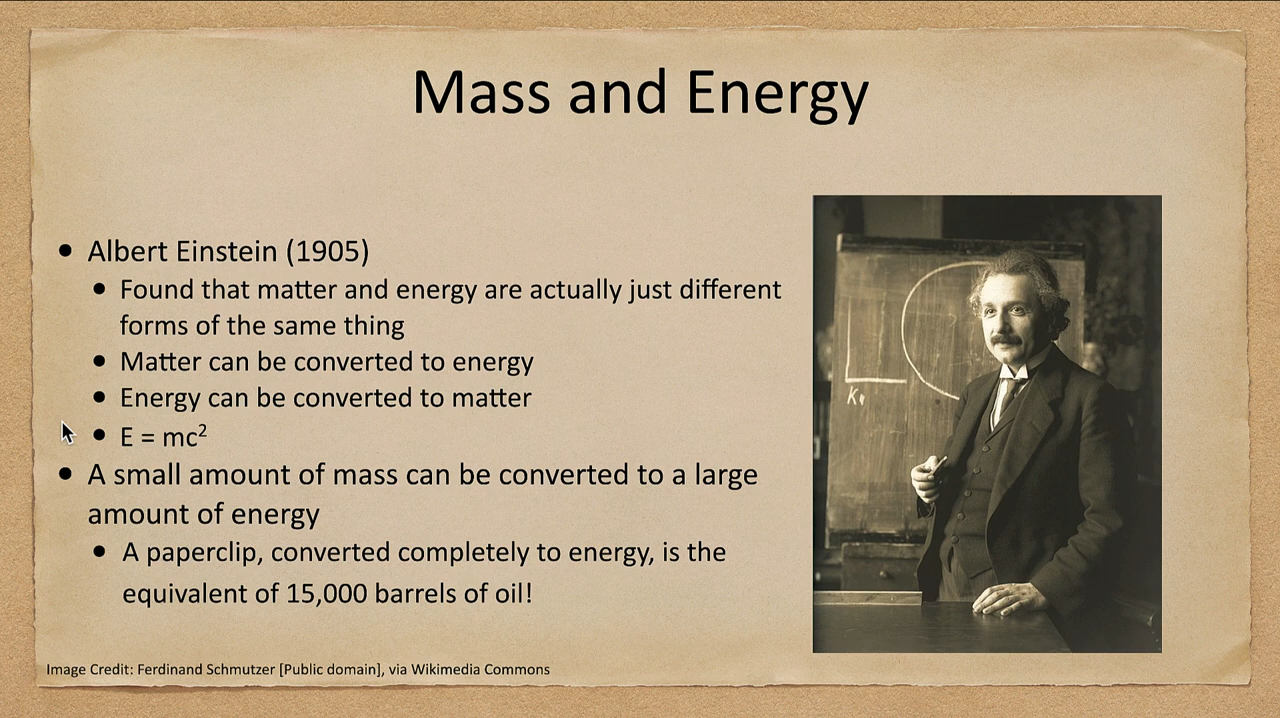 Mass and Energy
• Albert Einstein (1905)
• Found that matter and energy are actually just different
forms of the same thing
• Matter can be converted to energy
• Energy can be converted to matter
• E = mc²
• A small amount of mass can be converted to a large
amount of energy
• A paperclip, converted completely to energy, is the
equivalent of 15,000 barrels of oil!
Image Credit: Ferdinand Schmutzer [Public domain], via Wikimedia Commons